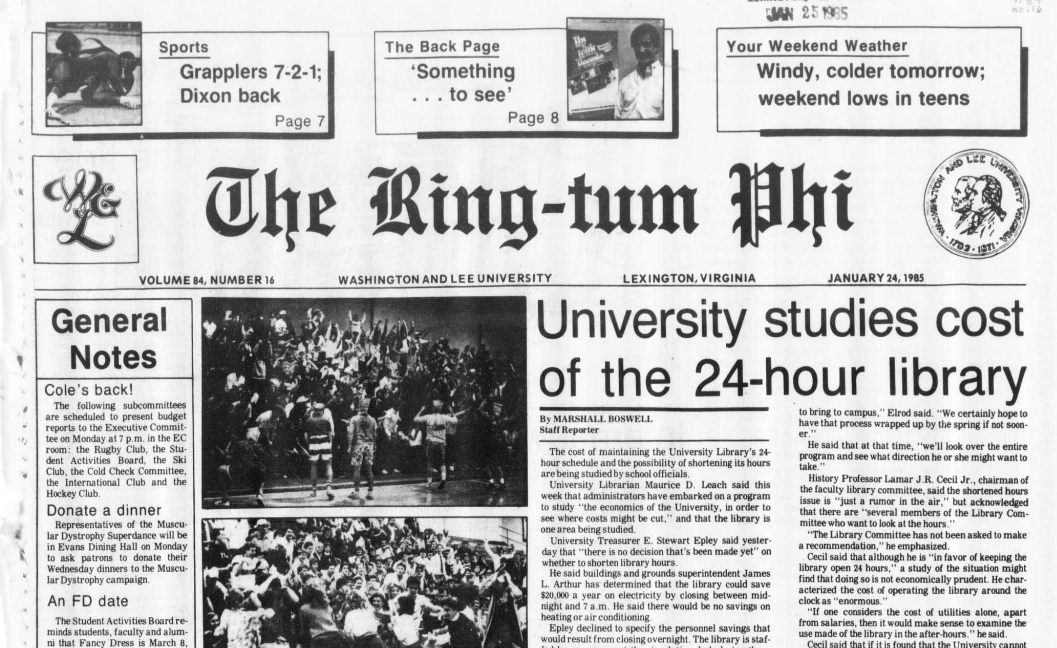 JAN 25 1985
Sports
Grapplers 7-2-1;
Dixon back
Page 7
The Back Page
‘Something
. . . to see’
Page 8
Your Weekend Weather
Windy, colder tomorrow;
weekend lows in teens
W&L
The Ring-tum Phi
WASHINGTON AND LEE UNIVERSITY VIRGINIA
VOLUME 84, NUMBER 16 WASHINGTON AND LEE UNIVERSITY LEXINGTON, VIRGINIA JANUARY 24, 1985
General
Notes
Cole's back!
The following subcommittees
are scheduled to present budget
reports to the Executive Commit-
tee on Monday at 7 p.m. in the EC
room: the Rugby Club, the Stu-
dent Activities Board, the Ski
Club, the Cold Check Committee,
the International Club and the
Hockey Club.
Donate a dinner
Representatives of the Muscu-
lar Dystrophy Superdance will be
in Evans Dining Hall on Monday
to ask patrons to donate their
Wednesday dinners to the Muscu-
lar Dystrophy campaign.
An FD date
The Student Activities Board re-
minds students, faculty and alum-
ni that Fancy Dress is March 8,
University studies cost
of the 24-hour library
By MARSHALL BOSWELL
Staff Reporter
The cost of maintaining the University Library's 24-
hour schedule and the possibility of shortening its hours
are being studied by school officials.
University Librarian Maurice D. Leach said this
week that administrators have embarked on a program
to study “the economics of the University, in order to
see where costs might be cut,” and that the library is
one area being studied.
University Treasurer E. Stewart Epley said yester-
day that “there is no decision that's been made yet” on
whether to shorten library hours.
He said buildings and grounds superintendent James
L. Arthur has determined that the library could save
$20,000 a year on electricity by closing between mid-
night and 7 a.m. He said there would be no savings on
heating or air conditioning.
Epley declined to specify the personnel savings that
would result from closing overnight. The library is staf-
to bring to campus,” Elrod said. “We certainly hope to
have that process wrapped up by the spring if not soon-
er.”
He said that at that time, “we'll look over the entire
program and see what direction he or she might want to
take.”
History Professor Lamar J.R. Cecil Jr., chairman of
the faculty library committee, said the shortened hours
issue is “just a rumor in the air,” but acknowledged
that there are “several members of the Library Com-
mittee who want to look at the hours.”
“The Library Committee has not been asked to make
a recommendation,” he emphasized.
Cecil said that although he is “in favor of keeping the
library open 24 hours,” a study of the situation might
find that doing so is not economically prudent. He char-
acterized the cost of operating the library around the
clock as “enormous.”
“If one considers the cost of utilities alone, apart
from salaries, then it would make sense to examine the
use made of the library in the after-hours,” he said.
Cecil said that if it is found that the University cannot